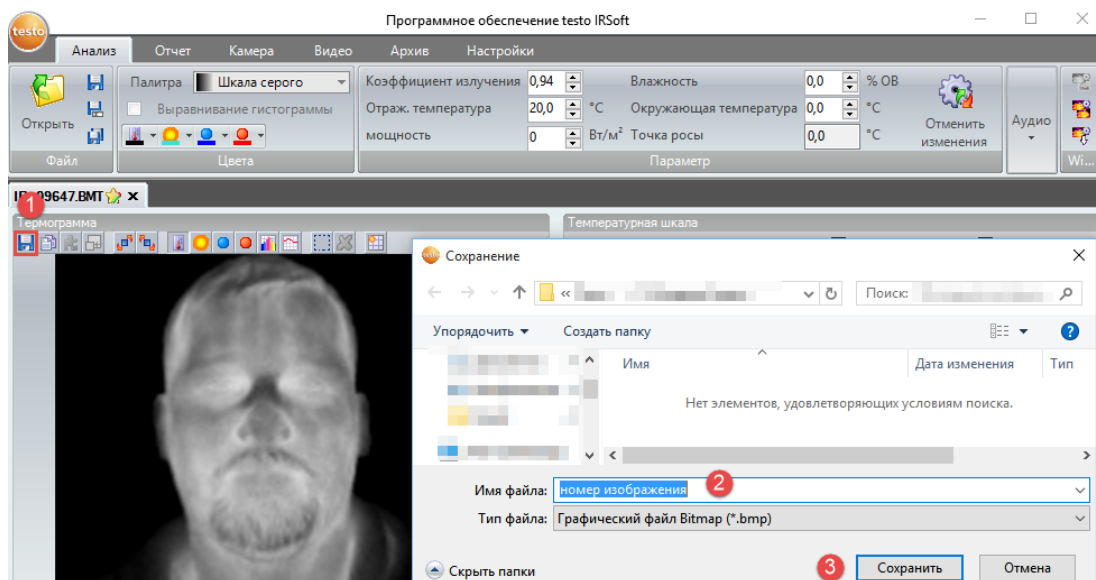 testo
Программное обеспечение testo IRSoft
Анализ Отчет Камера Видео Архив Настройки
Палитра Шкала серого
Выравнивание гистограммы
Открыть
Файл
Цвета
Коэффициент излучения 0,94
Отраж. температура 20,0 °C
мощность 0 Вт/м²
Влажность 0,0 % ОВ
Окружающая температура 0,0 °C
Точка росы 0,0 °C
Параметр
Отменить
изменения
Аудио
Wi...
09647.BMT
1
Термограмма
Температурная шкала
Сохранение
«
Поиск:
Упорядочить
Создать папку
?
Имя Дата изменения Тип
Нет элементов, удовлетворяющих условиям поиска.
Имя файла: номер изображения 2
Тип файла: Графический файл Bitmap (*.bmp)
Скрыть папки 3 Сохранить Отмена